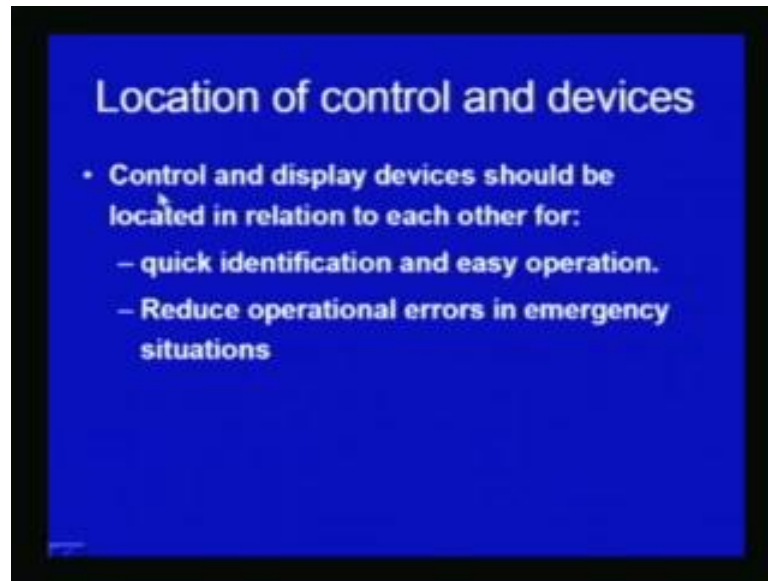 Location of control and devices
• Control and display devices should be
located in relation to each other for:
– quick identification and easy operation.
– Reduce operational errors in emergency
situations